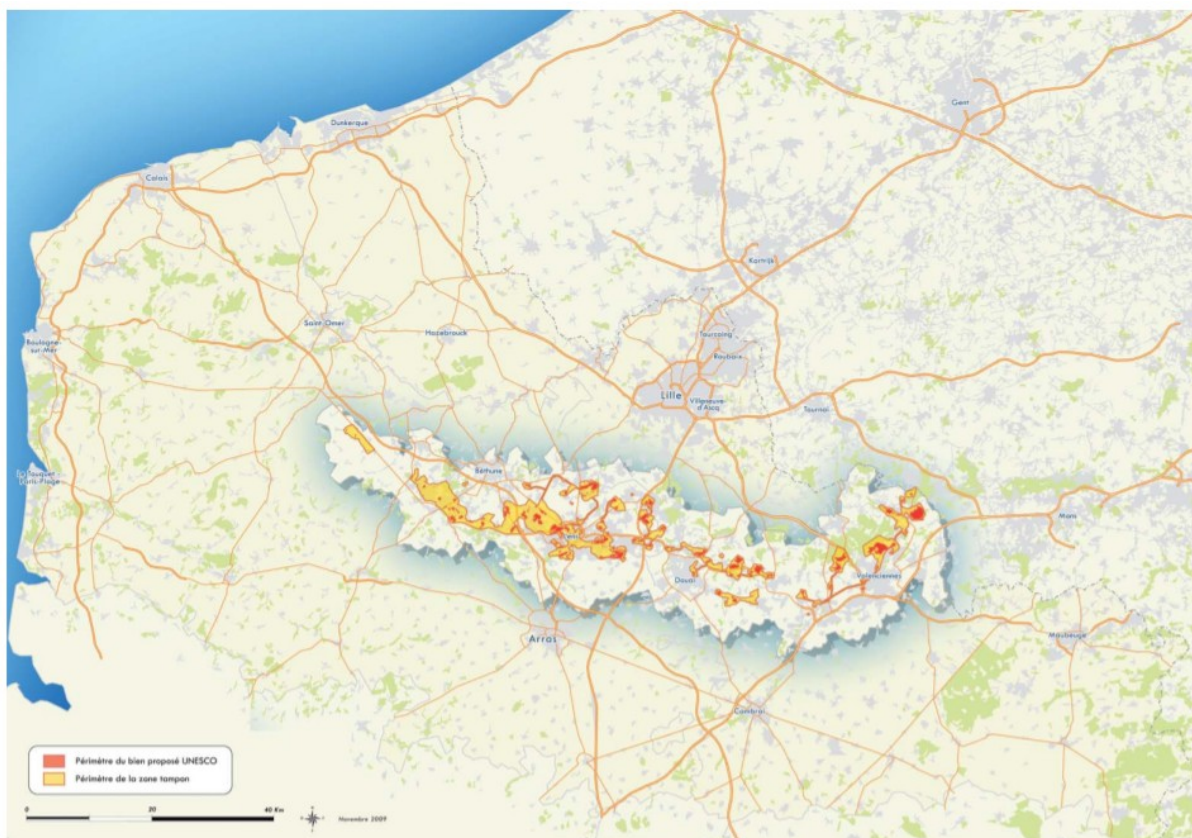 Gent
Dunkerque
Calais
Kortrijk
Saint-Omer
Hazebrouck
Tourcoing
Roubaix
Boulogne-
sur-Mer
Lille
Villeneuve
d'Ascq
Tournai
Le Touquet-
Paris-Plage
Béthune
Mons
Lens
Douai
Valenciennes
Arras
Maubeuge
Cambrai
Périmètre du bien proposé UNESCO
Périmètre de la zone tampon
0 20 40 Km
Novembre 2009